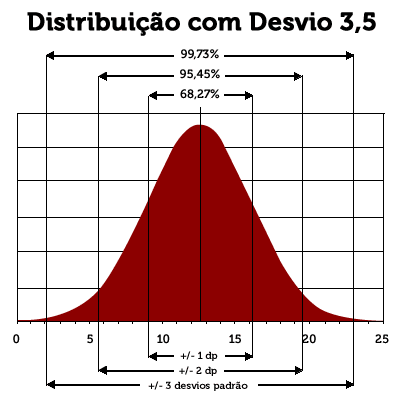 Distribuição com Desvio 3,5
99,73%
95,45%
68,27%
0 5 10 15 20 25
+/- 1 dp
+/- 2 dp
+/- 3 desvios padrão